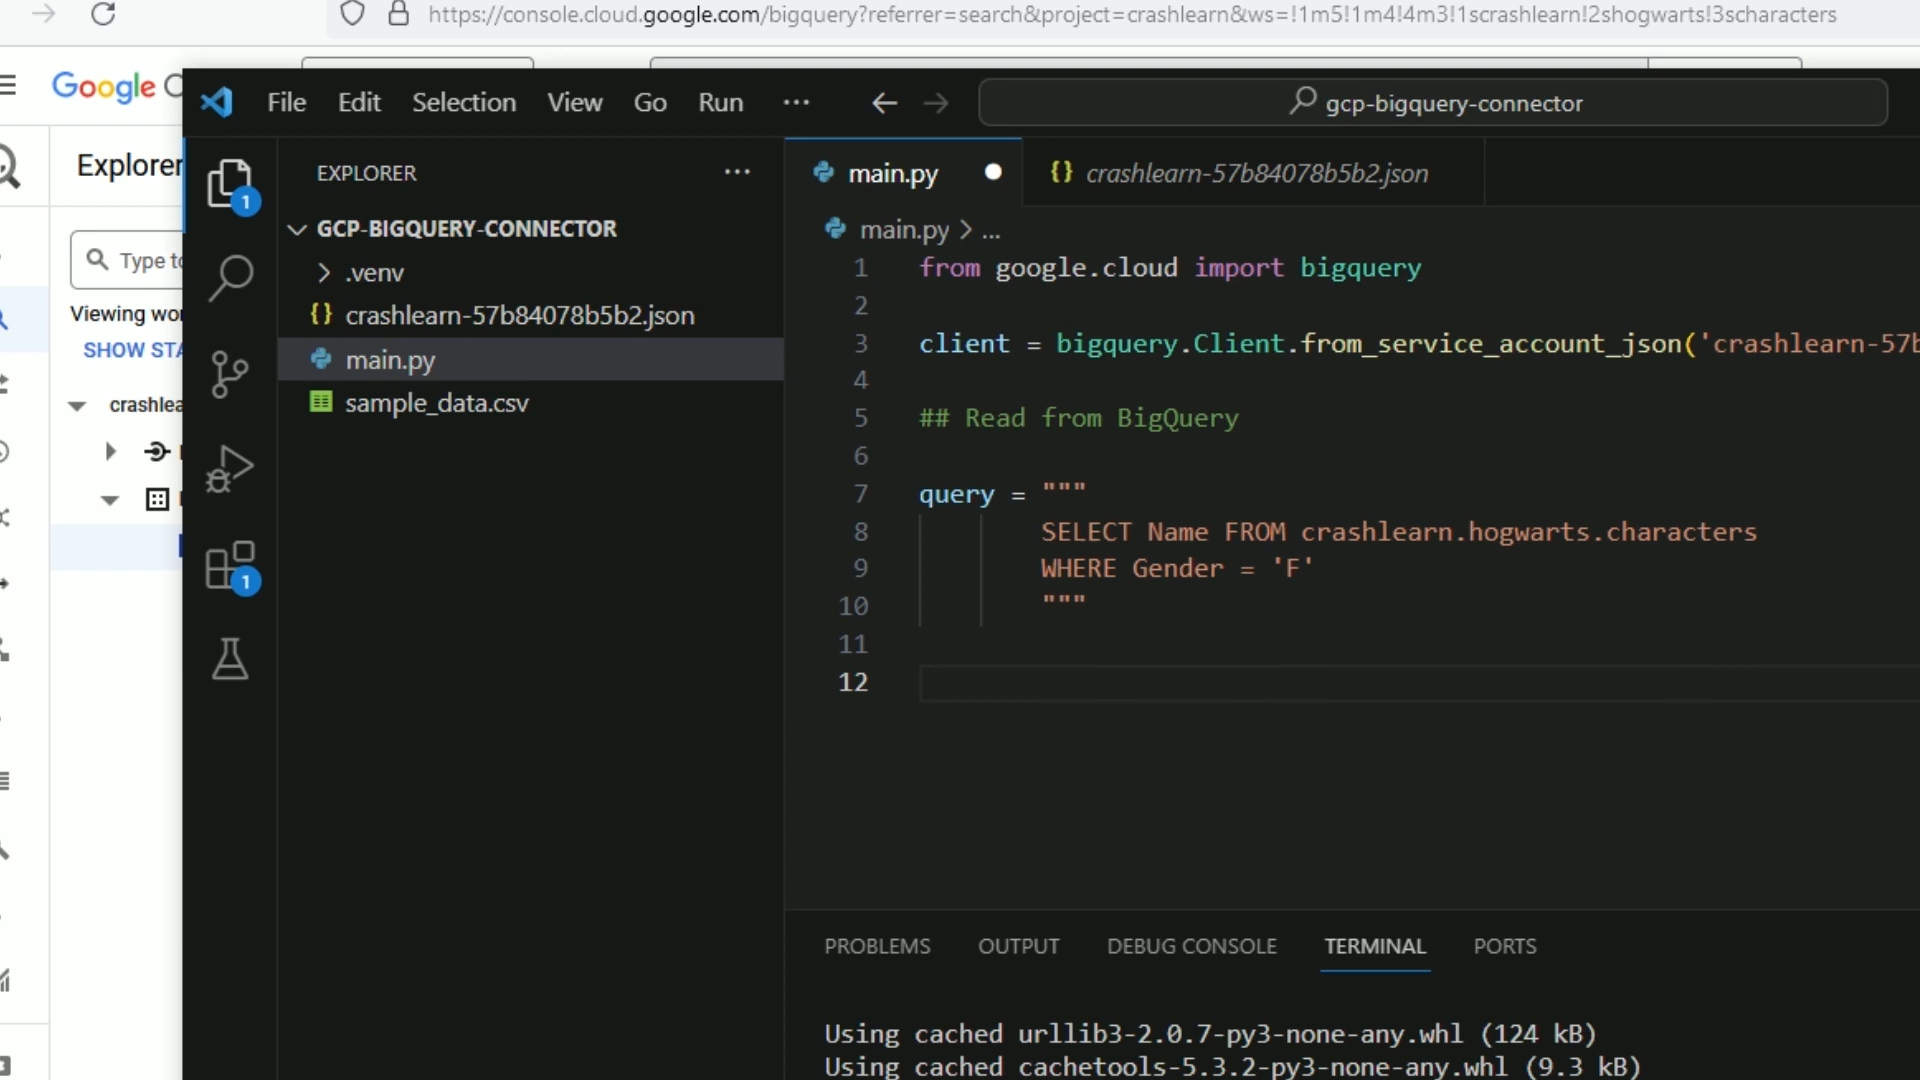 https://console.cloud.google.com/bigquery?referrer=search&project=crashlearn&ws=!1m5!1m4!4m3!1scrashlearn!2shogwarts!3scharacters
Google
File Edit Selection View Go Run ...
gcp-bigquery-connector
Explorer
EXPLORER ...
main.py
crashlearn-57b84078b5b2.json
GCP-BIGQUERY-CONNECTOR
main.py > ...
.venv
crashlearn-57b84078b5b2.json
main.py
sample_data.csv
Type to
Viewing
SHOW
1 from google.cloud import bigquery
2
3 client = bigquery.Client.from_service_account_json('crashlearn-57b
4
5 ## Read from BigQuery
6
7 query = """
8 SELECT Name FROM crashlearn.hogwarts.characters
9 WHERE Gender = 'F'
10 """
11
12
1
1
PROBLEMS OUTPUT DEBUG CONSOLE TERMINAL PORTS
Using cached urllib3-2.0.7-py3-none-any.whl (124 kB)
Using cached cachetools-5.3.2-py3-none-any.whl (9.3 kB)